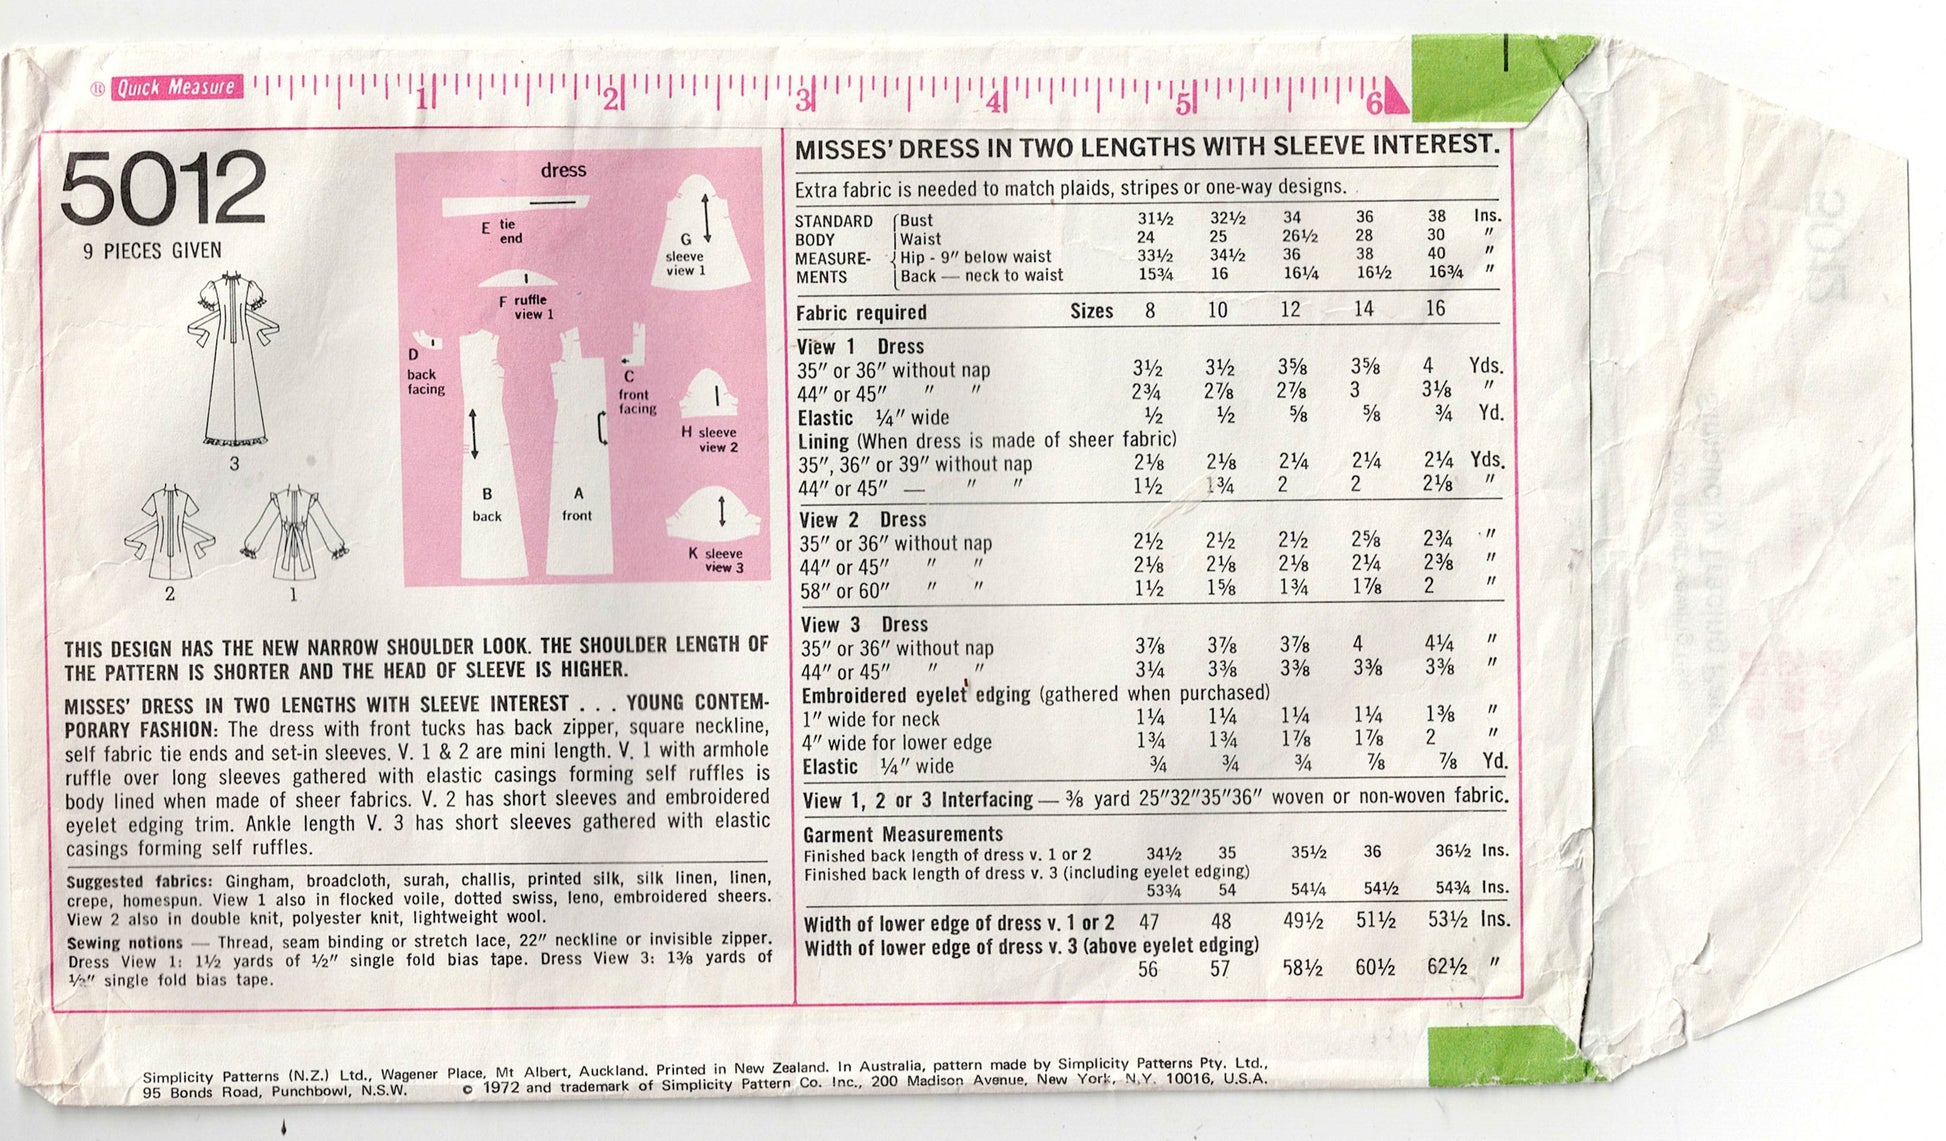 ® Quick Measure
1 2 3 4 5 6
5012
9 PIECES GIVEN
3
2 1
dress
E tie
end
G
sleeve
view 1
F ruffle
view 1
D
back
facing
C
front
facing
H sleeve
view 2
B
back
A
front
K sleeve
view 3
THIS DESIGN HAS THE NEW NARROW SHOULDER LOOK. THE SHOULDER LENGTH OF
THE PATTERN IS SHORTER AND THE HEAD OF SLEEVE IS HIGHER.
MISSES' DRESS IN TWO LENGTHS WITH SLEEVE INTEREST . . . YOUNG CONTEM-
PORARY FASHION: The dress with front tucks has back zipper, square neckline,
self fabric tie ends and set-in sleeves. V. 1 & 2 are mini length. V. 1 with armhole
ruffle over long sleeves gathered with elastic casings forming self ruffles is
body lined when made of sheer fabrics. V. 2 has short sleeves and embroidered
eyelet edging trim. Ankle length V. 3 has short sleeves gathered with elastic
casings forming self ruffles.
Suggested fabrics: Gingham, broadcloth, surah, challis, printed silk, silk linen, linen,
crepe, homespun. View 1 also in flocked voile, dotted swiss, leno, embroidered sheers.
View 2 also in double knit, polyester knit, lightweight wool.
Sewing notions — Thread, seam binding or stretch lace, 22" neckline or invisible zipper.
Dress View 1: 1½ yards of ½" single fold bias tape. Dress View 3: 1⅜ yards of
½" single fold bias tape.
MISSES' DRESS IN TWO LENGTHS WITH SLEEVE INTEREST.
Extra fabric is needed to match plaids, stripes or one-way designs.
STANDARD Bust 31½ 32½ 34 36 38 Ins.
BODY Waist 24 25 26½ 28 30 "
MEASURE- Hip - 9" below waist 33½ 34½ 36 38 40 "
MENTS Back — neck to waist 15¾ 16 16¼ 16½ 16¾ "
Fabric required Sizes 8 10 12 14 16
View 1 Dress
35" or 36" without nap 3½ 3½ 3⅝ 3⅝ 4 Yds.
44" or 45" " " 2¾ 2⅞ 2⅞ 3 3⅛ "
Elastic ¼" wide ½ ½ ⅝ ⅝ ¾ Yd.
Lining (When dress is made of sheer fabric)
35", 36" or 39" without nap 2⅛ 2⅛ 2¼ 2¼ 2¼ Yds.
44" or 45" — " " 1½ 1¾ 2 2 2⅛ "
View 2 Dress
35" or 36" without nap 2½ 2½ 2½ 2⅝ 2¾ "
44" or 45" " " 2⅛ 2⅛ 2⅛ 2¼ 2⅜ "
58" or 60" " " 1½ 1⅝ 1¾ 1⅞ 2 "
View 3 Dress
35" or 36" without nap 3⅞ 3⅞ 3⅞ 4 4¼ "
44" or 45" " " 3¼ 3⅜ 3⅜ 3⅜ 3⅜ "
Embroidered eyelet edging (gathered when purchased)
1" wide for neck 1¼ 1¼ 1¼ 1¼ 1⅜ "
4" wide for lower edge 1¾ 1¾ 1⅞ 1⅞ 2 "
Elastic ¼" wide ¾ ¾ ¾ ⅞ ⅞ Yd.
View 1, 2 or 3 Interfacing — ⅜ yard 25"32"35"36" woven or non-woven fabric.
Garment Measurements
Finished back length of dress v. 1 or 2 34½ 35 35½ 36 36½ Ins.
Finished back length of dress v. 3 (including eyelet edging)
53¾ 54 54¼ 54½ 54¾ Ins.
Width of lower edge of dress v. 1 or 2 47 48 49½ 51½ 53½ Ins.
Width of lower edge of dress v. 3 (above eyelet edging)
56 57 58½ 60½ 62½ "
Simplicity Patterns (N.Z.) Ltd., Wagener Place, Mt Albert, Auckland. Printed in New Zealand. In Australia, pattern made by Simplicity Patterns Pty. Ltd.,
95 Bonds Road, Punchbowl, N.S.W. © 1972 and trademark of Simplicity Pattern Co. Inc., 200 Madison Avenue, New York, N.Y. 10016, U.S.A.